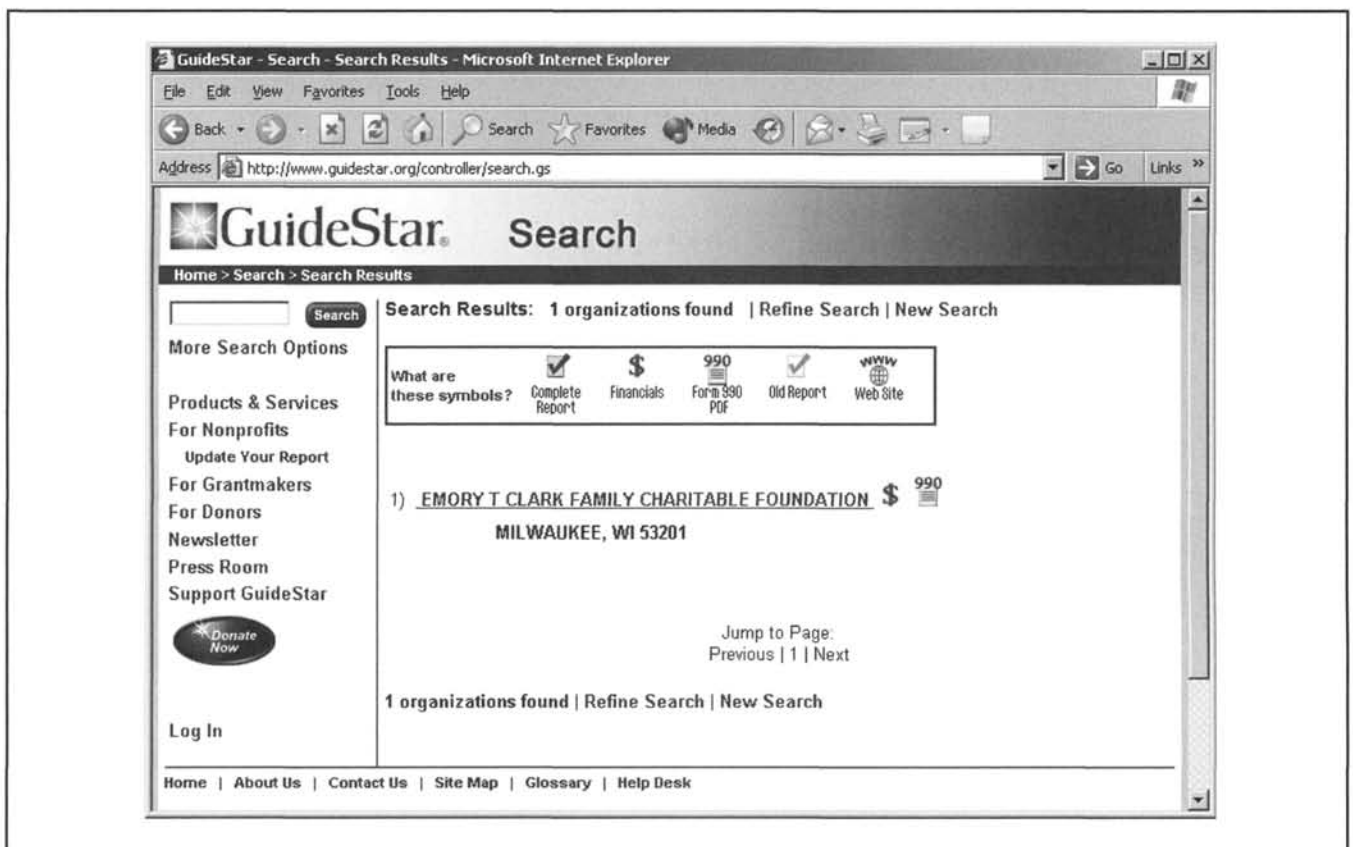 GuideStar - Search - Search Results - Microsoft Internet Explorer
File Edit View Favorites Tools Help
Back Search Favorites Media
Address http://www.guidestar.org/controller/search.gs Go Links »
GuideStar® Search
Home > Search > Search Results
Search
More Search Options
Products & Services
For Nonprofits
Update Your Report
For Grantmakers
For Donors
Newsletter
Press Room
Support GuideStar
Donate
Now
Log In
Search Results: 1 organizations found | Refine Search | New Search
What are
these symbols?
Complete
Report
$
Financials
990
Form 990
PDF
Old Report
WWW
Web Site
1) EMORY T CLARK FAMILY CHARITABLE FOUNDATION $ 990
MILWAUKEE, WI 53201
Jump to Page:
Previous | 1 | Next
1 organizations found | Refine Search | New Search
Home | About Us | Contact Us | Site Map | Glossary | Help Desk